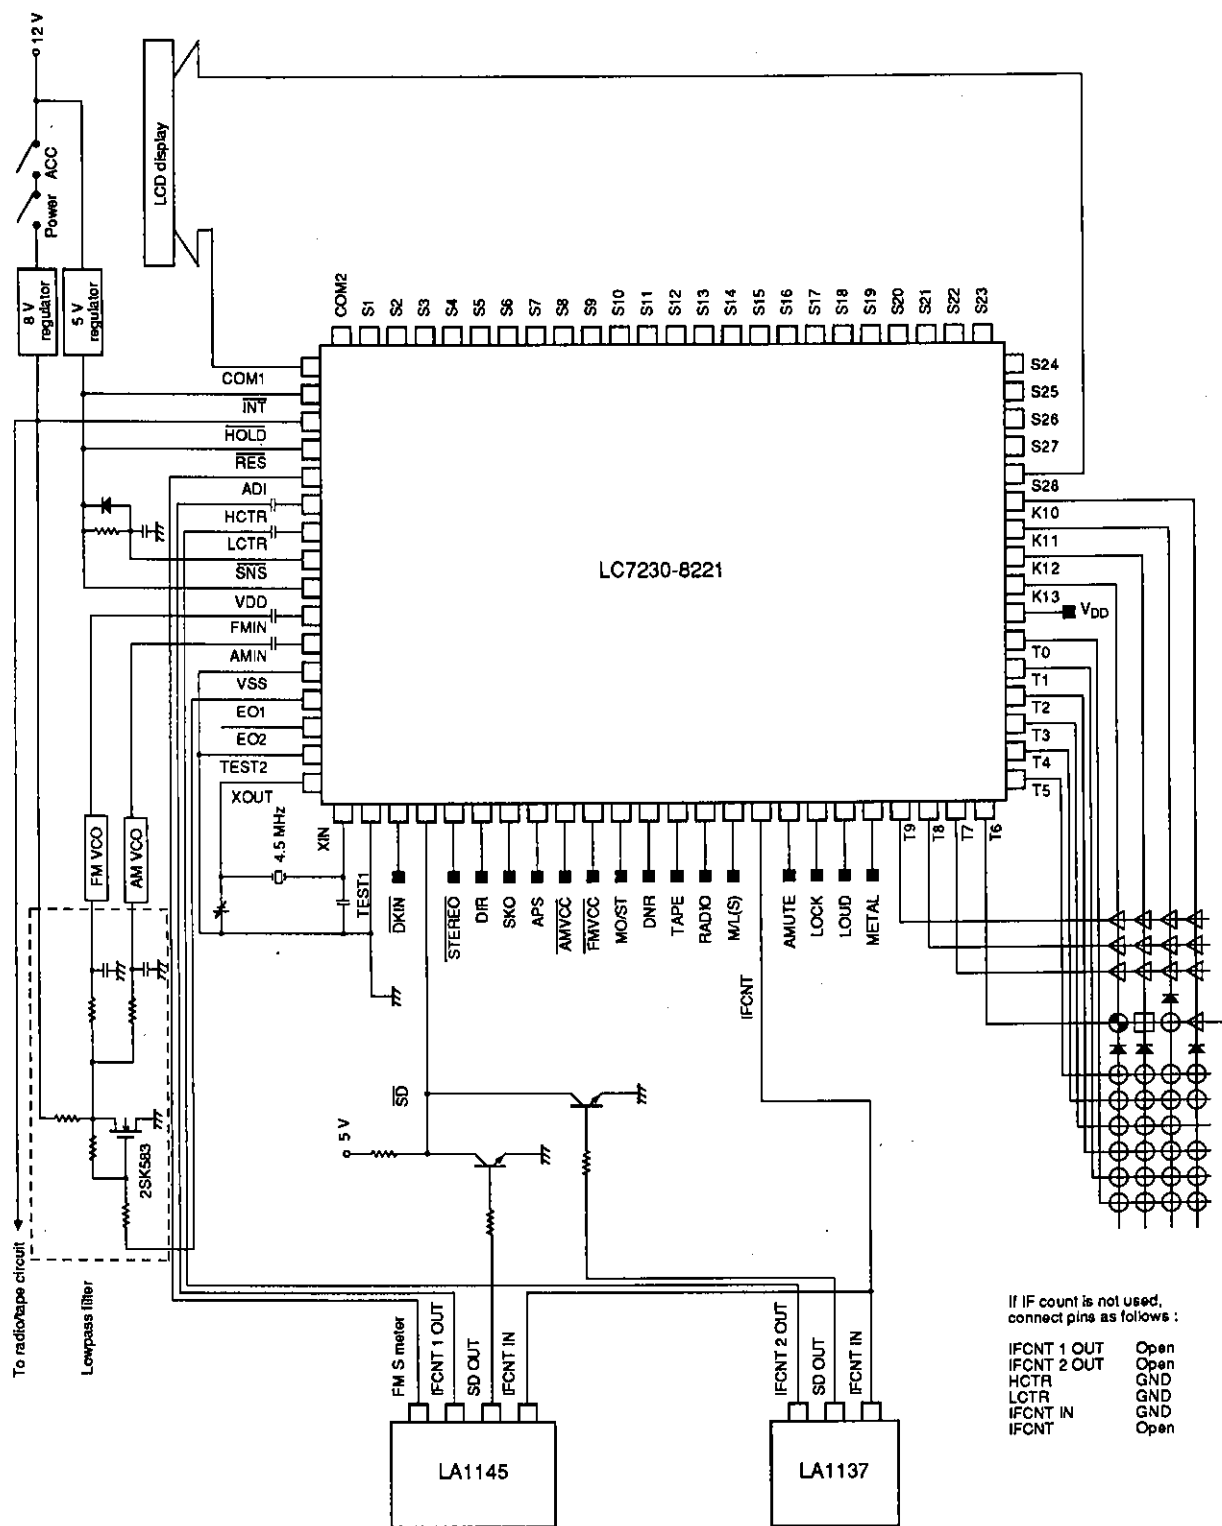 12 V
ACC
Power
8 V
regulator
5 V
regulator
LCD display
COM2
S1
S2
S3
S4
S5
S6
S7
S8
S9
S10
S11
S12
S13
S14
S15
S16
S17
S18
S19
S20
S21
S22
S23
S24
S25
S26
S27
S28
K10
K11
K12
K13
VDD
T0
T1
T2
T3
T4
T5
COM1
INT
HOLD
RES
ADI
HCTR
LCTR
SNS
VDD
FMIN
AMIN
VSS
EO1
EO2
TEST2
XOUT
LC7230-8221
XIN
TEST1
DKIN
STEREO
DIR
SKO
APS
AMVCC
FMVCC
MO/ST
DNR
TAPE
RADIO
M/L(S)
IFCNT
AMUTE
LOCK
LOUD
METAL
T9
T8
T7
T6
4.5 MHz
FM VCO
AM VCO
2SK583
SD
5 V
To radio/tape circuit
Lowpass filter
FM S meter
IFCNT 1 OUT
SD OUT
IFCNT IN
LA1145
IFCNT 2 OUT
SD OUT
IFCNT IN
LA1137
If IF count is not used,
connect pins as follows :
IFCNT 1 OUT Open
IFCNT 2 OUT Open
HCTR GND
LCTR GND
IFCNT IN GND
IFCNT Open